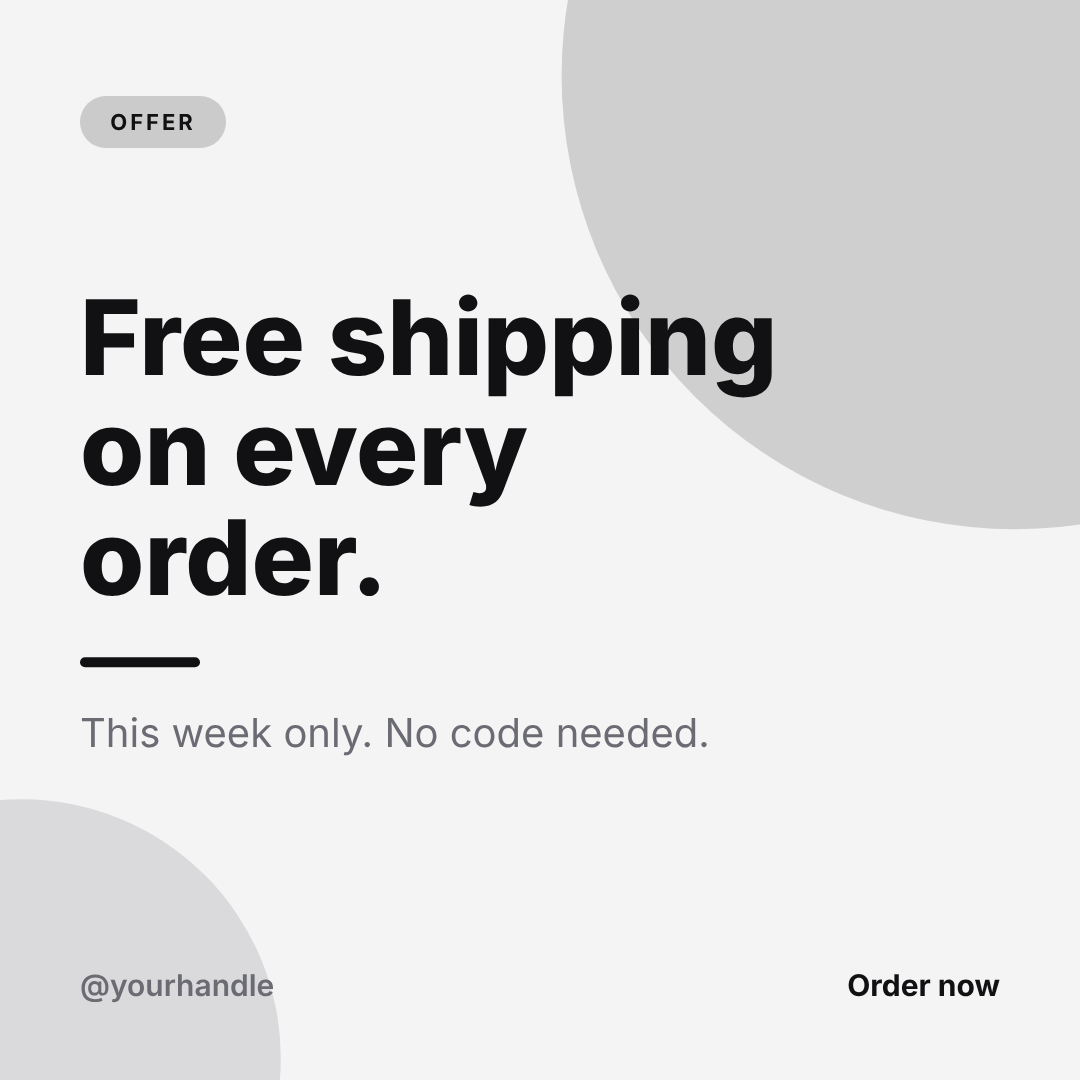 OFFER
Free shipping
on every
order.
This week only. No code needed.
@yourhandle
Order now